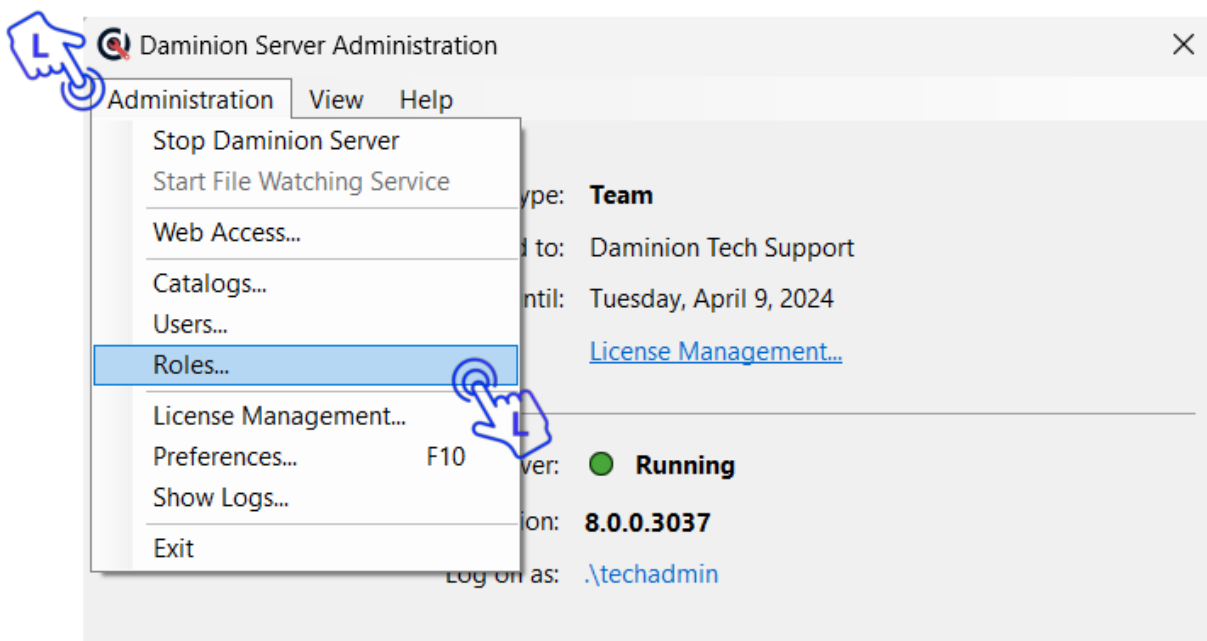 Daminion Server Administration
Administration View Help
Stop Daminion Server
Start File Watching Service
ype: Team
Web Access...
d to: Daminion Tech Support
Catalogs...
ntil: Tuesday, April 9, 2024
Users...
Roles...
License Management...
License Management...
Preferences... F10
ver: Running
Show Logs...
ion: 8.0.0.3037
Exit
Log on as: .\techadmin
L
L